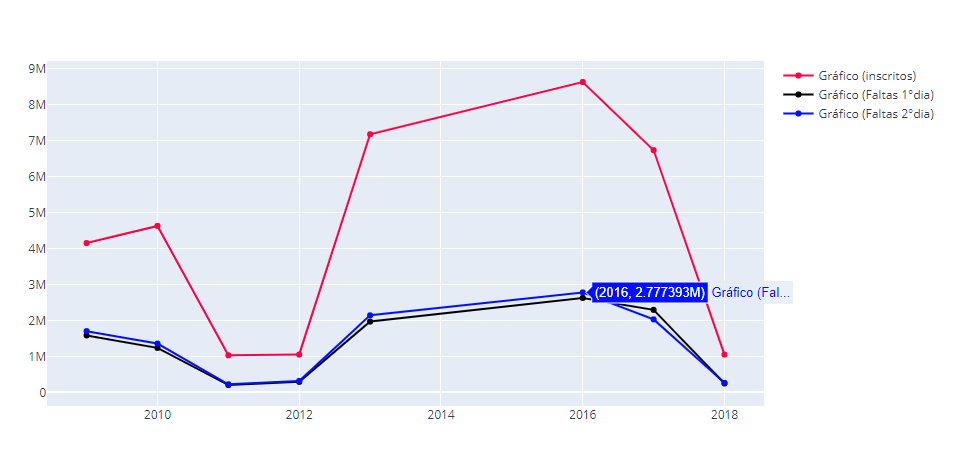 9M
8M
7M
6M
5M
4M
3M
2M
1M
0
2010
2012
2014
2016
2018
Gráfico (inscritos)
Gráfico (Faltas 1°dia)
Gráfico (Faltas 2°dia)
(2016, 2.777393M) Gráfico (Fal...